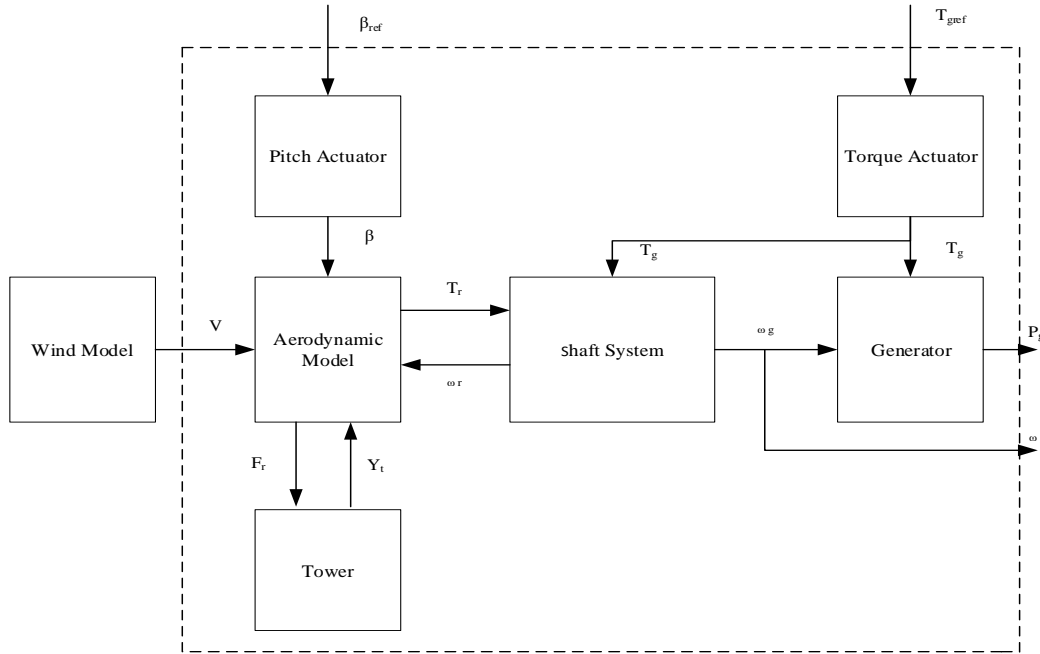 β_ref
T_gref
Pitch Actuator
Torque Actuator
β
T_g
T_g
Wind Model
V
Aerodynamic
Model
T_r
ω r
shaft System
ω g
Generator
P_g
ω
F_r
Y_t
Tower